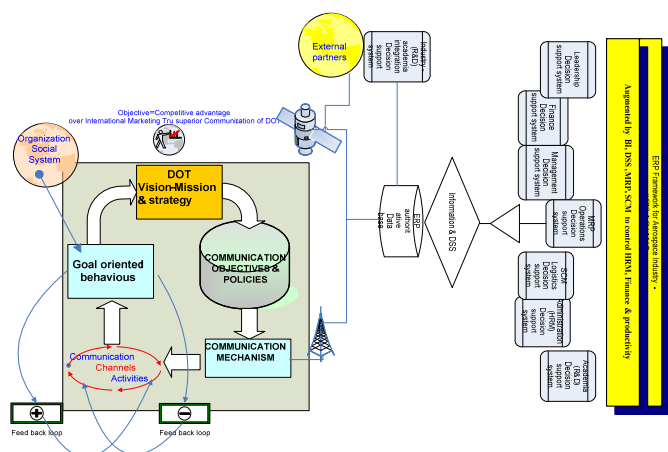 External
partners
Industry-
academia
(R&D)
integration
Decision
support
system
Objective=Competitive advantage
over International Marketing Tru superior Communication of DOT
Organization
Social
System
DOT
Vision-Mission
& strategy
Goal oriented
behavious
COMMUNICATION
OBJECTIVES &
POLICIES
COMMUNICATION
MECHANISM
Communication
Channels
Activities
Feed back loop
Feed back loop
ERP
authorit
ative
Data
base
Information & DSS
Leadership
Decision
support system
Finance
Decision
support system
Management
Decision
support system
MRP
Operations
Decision
support
system
SCM
Logistics
Decision
support
system
dministration
(HRM)
Decision
support
system
Academia
(R&D)
Decision
support
system
ERP Framework for Aerospace Industry -
Augmented by BI, DSS ,MRP, SCM to control HRM; Finance & productivity